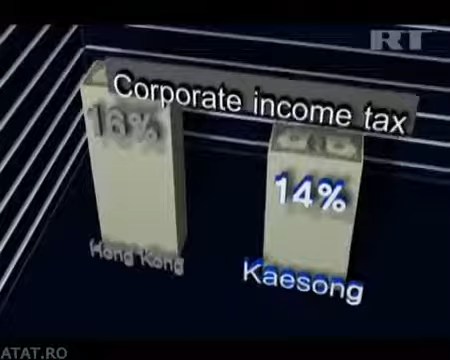 RT
Corporate income tax
16%
14%
Hong Kong
Kaesong
ATAT.RO